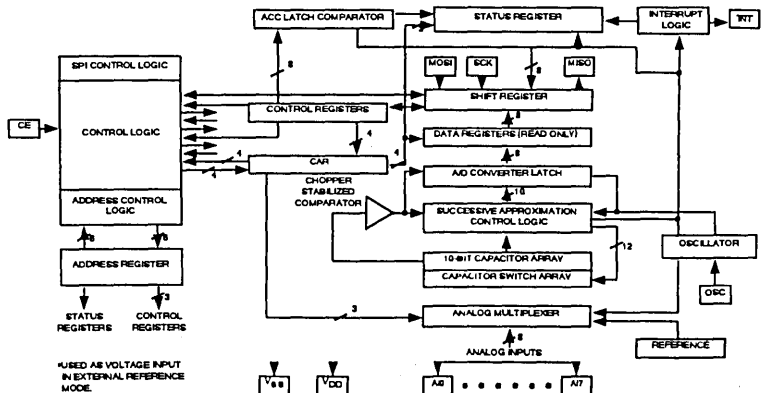 ACC LATCH COMPARATOR
STATUS REGISTER
INTERRUPT
LOGIC
INT
8
8
MOSI
SCK
MISO
SPI CONTROL LOGIC
CONTROL LOGIC
CE
SHIFT REGISTER
CONTROL REGISTERS
8
4
4
DATA REGISTERS (READ ONLY)
8
4
4
CAR
A/D CONVERTER LATCH
CHOPPER
STABILIZED
COMPARATOR
10
ADDRESS CONTROL
LOGIC
SUCCESSIVE APPROXIMATION
CONTROL LOGIC
6
6
12
OSCILLATOR
ADDRESS REGISTER
10-BIT CAPACITOR ARRAY
CAPACITOR SWITCH ARRAY
OSC
3
STATUS
REGISTERS
CONTROL
REGISTERS
3
ANALOG MULTIPLEXER
8
REFERENCE
ANALOG INPUTS
*USED AS VOLTAGE INPUT
IN EXTERNAL REFERENCE
MODE.
VSS
VDD
AI0
AI7